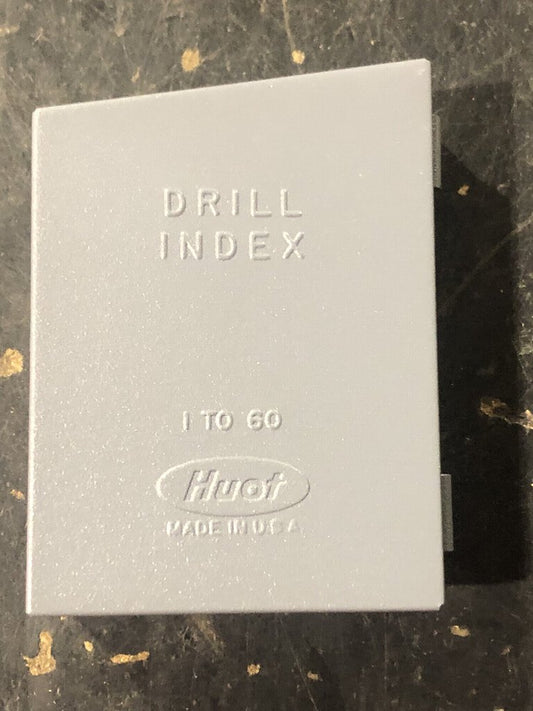 DRILL
INDEX
1 TO 60
Huot
MADE IN U.S.A